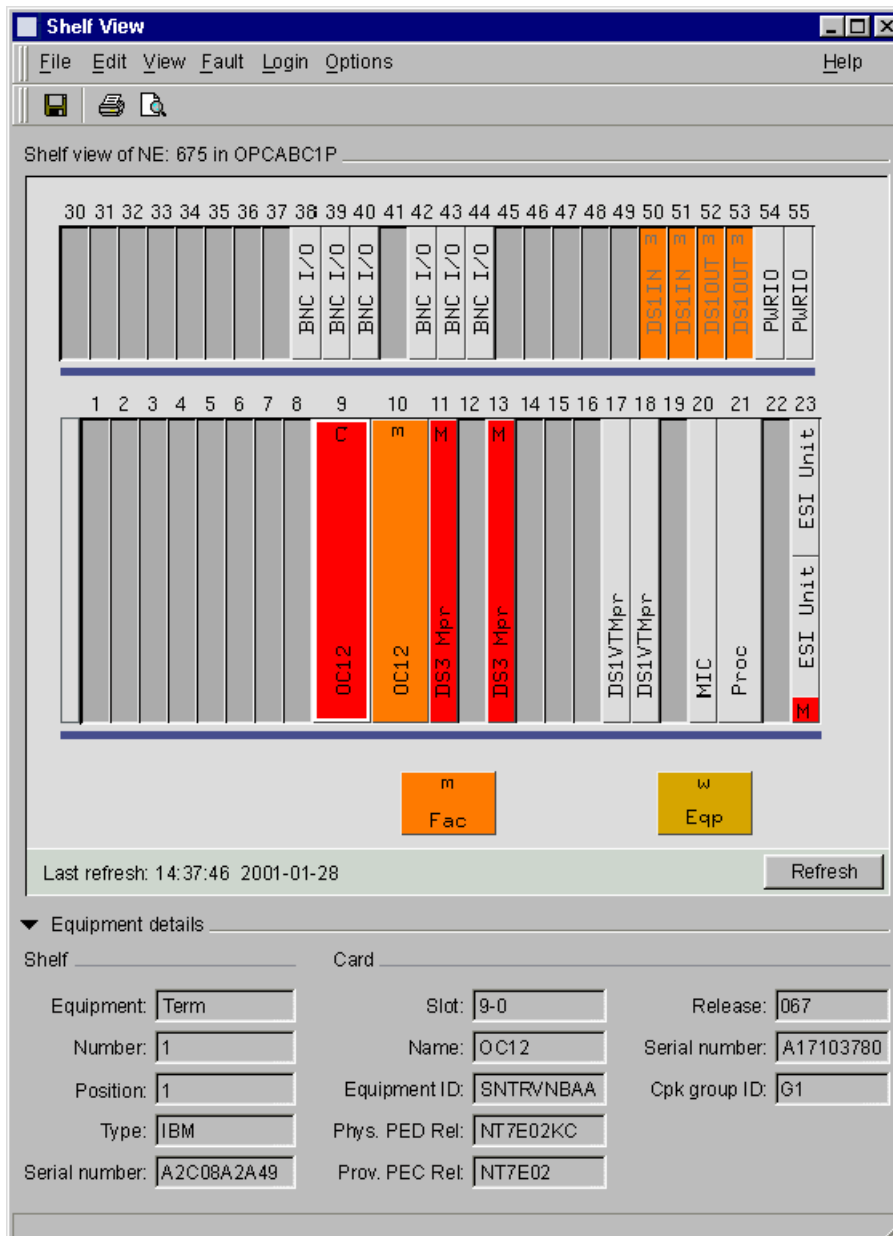 Shelf View
File Edit View Fault Login Options Help
Shelf view of NE: 675 in OPCABC1P
30 31 32 33 34 35 36 37 38 39 40 41 42 43 44 45 46 47 48 49 50 51 52 53 54 55
BNC I/O BNC I/O BNC I/O BNC I/O BNC I/O BNC I/O m DS1IN m DS1IN m DS1OUT m DS1OUT PWRIO PWRIO
1 2 3 4 5 6 7 8 9 10 11 12 13 14 15 16 17 18 19 20 21 22 23
C OC12 m OC12 M DS3 Mpr M DS3 Mpr DS1VTMpr DS1VTMpr MIC Proc ESI Unit ESI Unit M
m w
Fac Eqp
Last refresh: 14:37:46 2001-01-28 Refresh
Equipment details
Shelf Card
Equipment: Term Slot: 9-0 Release: 067
Number: 1 Name: OC12 Serial number: A17103780
Position: 1 Equipment ID: SNTRVNBAA Cpk group ID: G1
Type: IBM Phys. PED Rel: NT7E02KC
Serial number: A2C08A2A49 Prov. PEC Rel: NT7E02